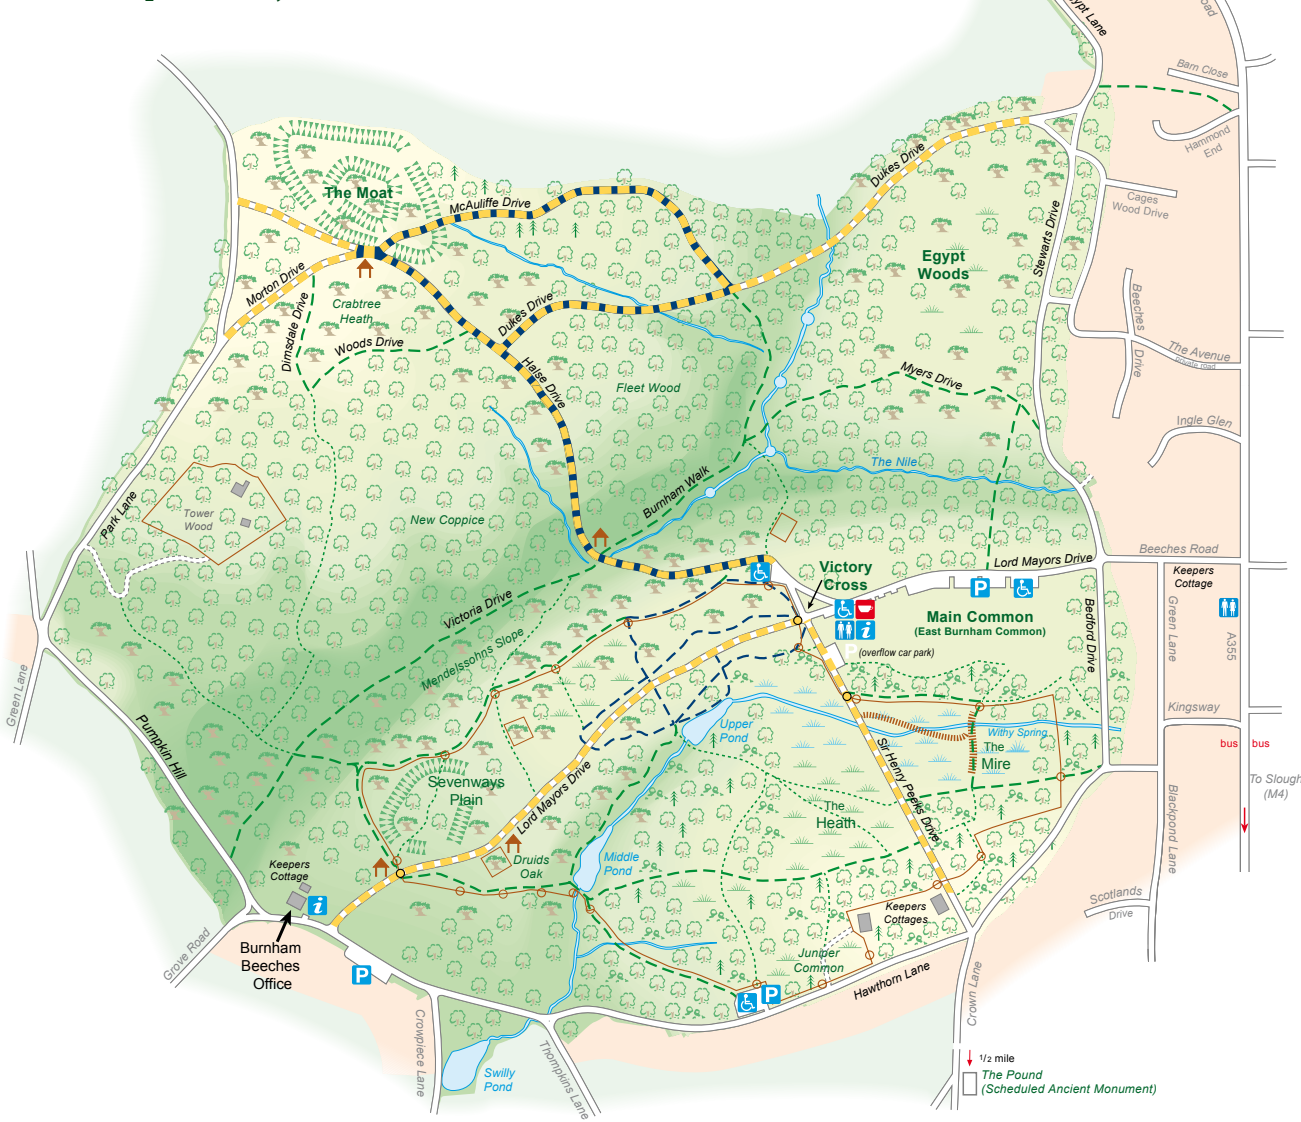 ypt Lane
oad
Barn Close
Hammond
End
Cages
Wood Drive
Dukes Drive
McAuliffe Drive
The Moat
Stewarts Drive
Egypt
Woods
Morton Drive
Crabtree
Heath
Dukes Drive
Beeches
Drive
Dimsdale Drive
Woods Drive
The Avenue
Private road
Halse Drive
Fleet Wood
Myers Drive
Ingle Glen
The Nile
Burnham Walk
Park Lane
Tower
Wood
New Coppice
Beeches Road
Lord Mayors Drive
Victory
Cross
Keepers
Cottage
P
i
Main Common
(East Burnham Common)
Victoria Drive
Mendelssohns Slope
Bedford Drive
Green Lane
A355
P
(overflow car park)
Green Lane
Pumpkin Hill
Kingsway
Upper
Pond
Withy Spring
bus
bus
The
Mire
Sir Henry Peeks Drive
Sevenways
Plain
Lord Mayors Drive
To Slough
(M4)
The
Heath
Blackpond Lane
Middle
Pond
Druids
Oak
Keepers
Cottage
i
Scotlands
Drive
Keepers
Cottages
Burnham
Beeches
Office
Grove Road
P
Juniper
Common
Hawthorn Lane
P
Crown Lane
Crowpiece Lane
Thompkins Lane
Swilly
Pond
1/2 mile
The Pound
(Scheduled Ancient Monument)